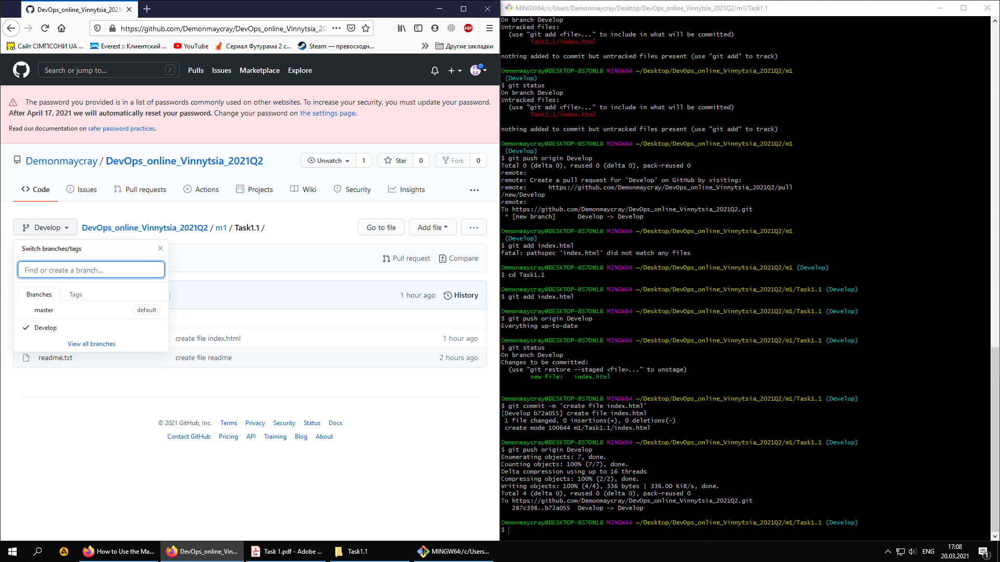 DevOps_online_Vinnytsia_2021Q
https://github.com/Demonmaycray/DevOps_online_Vinnytsia_20
Сайт СІМПСОНИ UA ...
Everest :: Клиентский ...
YouTube
Сериал Футурама 2 с...
Steam — превосходн...
Другие закладки
Search or jump to...
/
Pulls
Issues
Marketplace
Explore
The password you provided is in a list of passwords commonly used on other websites. To increase your security, you must update your password.
After April 17, 2021 we will automatically reset your password. Change your password on the settings page.
Read our documentation on safer password practices.
Demonmaycray / DevOps_online_Vinnytsia_2021Q2
Unwatch 1
Star 0
Fork 0
Code
Issues
Pull requests
Actions
Projects
Wiki
Security
Insights
Develop
DevOps_online_Vinnytsia_2021Q2 / m1 / Task1.1 /
Go to file
Add file
Switch branches/tags
Find or create a branch...
Branches
Tags
master default
Develop
View all branches
Pull request
Compare
1 hour ago
History
create file index.html 1 hour ago
readme.txt create file readme 2 hours ago
© 2021 GitHub, Inc. Terms Privacy Security Status Docs
Contact GitHub Pricing API Training Blog About
MINGW64:/c/Users/Demonmaycray/Desktop/DevOps_online_Vinnytsia_2021Q2/m1/Task1.1
On branch Develop
Untracked files:
(use "git add <file>..." to include in what will be committed)
Task1.1/index.html
nothing added to commit but untracked files present (use "git add" to track)
Demonmaycray@DESKTOP-8S7ON18 MINGW64 ~/Desktop/DevOps_online_Vinnytsia_2021Q2/m1
(Develop)
$ git status
On branch Develop
Untracked files:
(use "git add <file>..." to include in what will be committed)
Task1.1/index.html
nothing added to commit but untracked files present (use "git add" to track)
Demonmaycray@DESKTOP-8S7ON18 MINGW64 ~/Desktop/DevOps_online_Vinnytsia_2021Q2/m1
(Develop)
$ git push origin Develop
Total 0 (delta 0), reused 0 (delta 0), pack-reused 0
remote:
remote: Create a pull request for 'Develop' on GitHub by visiting:
remote:      https://github.com/Demonmaycray/DevOps_online_Vinnytsia_2021Q2/pull
/new/Develop
remote:
To https://github.com/Demonmaycray/DevOps_online_Vinnytsia_2021Q2.git
* [new branch]      Develop -> Develop
Demonmaycray@DESKTOP-8S7ON18 MINGW64 ~/Desktop/DevOps_online_Vinnytsia_2021Q2/m1
(Develop)
$ git add index.html
fatal: pathspec 'index.html' did not match any files
Demonmaycray@DESKTOP-8S7ON18 MINGW64 ~/Desktop/DevOps_online_Vinnytsia_2021Q2/m1 (Develop)
$ cd Task1.1
Demonmaycray@DESKTOP-8S7ON18 MINGW64 ~/Desktop/DevOps_online_Vinnytsia_2021Q2/m1/Task1.1 (Develop)
$ git add index.html
Demonmaycray@DESKTOP-8S7ON18 MINGW64 ~/Desktop/DevOps_online_Vinnytsia_2021Q2/m1/Task1.1 (Develop)
$ git push origin Develop
Everything up-to-date
Demonmaycray@DESKTOP-8S7ON18 MINGW64 ~/Desktop/DevOps_online_Vinnytsia_2021Q2/m1/Task1.1 (Develop)
$ git status
On branch Develop
Changes to be committed:
(use "git restore --staged <file>..." to unstage)
new file:   index.html
Demonmaycray@DESKTOP-8S7ON18 MINGW64 ~/Desktop/DevOps_online_Vinnytsia_2021Q2/m1/Task1.1 (Develop)
$ git commit -m 'create file index.html'
[Develop b72a055] create file index.html
1 file changed, 0 insertions(+), 0 deletions(-)
create mode 100644 m1/Task1.1/index.html
Demonmaycray@DESKTOP-8S7ON18 MINGW64 ~/Desktop/DevOps_online_Vinnytsia_2021Q2/m1/Task1.1 (Develop)
$ git push origin Develop
Enumerating objects: 7, done.
Counting objects: 100% (7/7), done.
Delta compression using up to 16 threads
Compressing objects: 100% (2/2), done.
Writing objects: 100% (4/4), 336 bytes | 336.00 KiB/s, done.
Total 4 (delta 0), reused 0 (delta 0), pack-reused 0
To https://github.com/Demonmaycray/DevOps_online_Vinnytsia_2021Q2.git
287c398..b72a055  Develop -> Develop
Demonmaycray@DESKTOP-8S7ON18 MINGW64 ~/Desktop/DevOps_online_Vinnytsia_2021Q2/m1/Task1.1 (Develop)
$
How to Use the Ma...
DevOps_online_Vin...
Task 1.pdf - Adobe ...
Task1.1
MINGW64:/c/Users...
ENG
17:08
20.03.2021
1
ABP